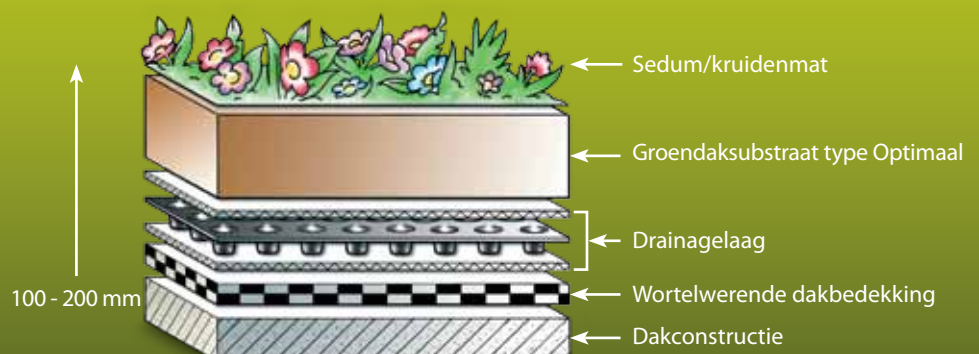 Sedum/kruidenmat
Groendaksubstraat type Optimaal
Drainagelaag
100 - 200 mm
Wortelwerende dakbedekking
Dakconstructie